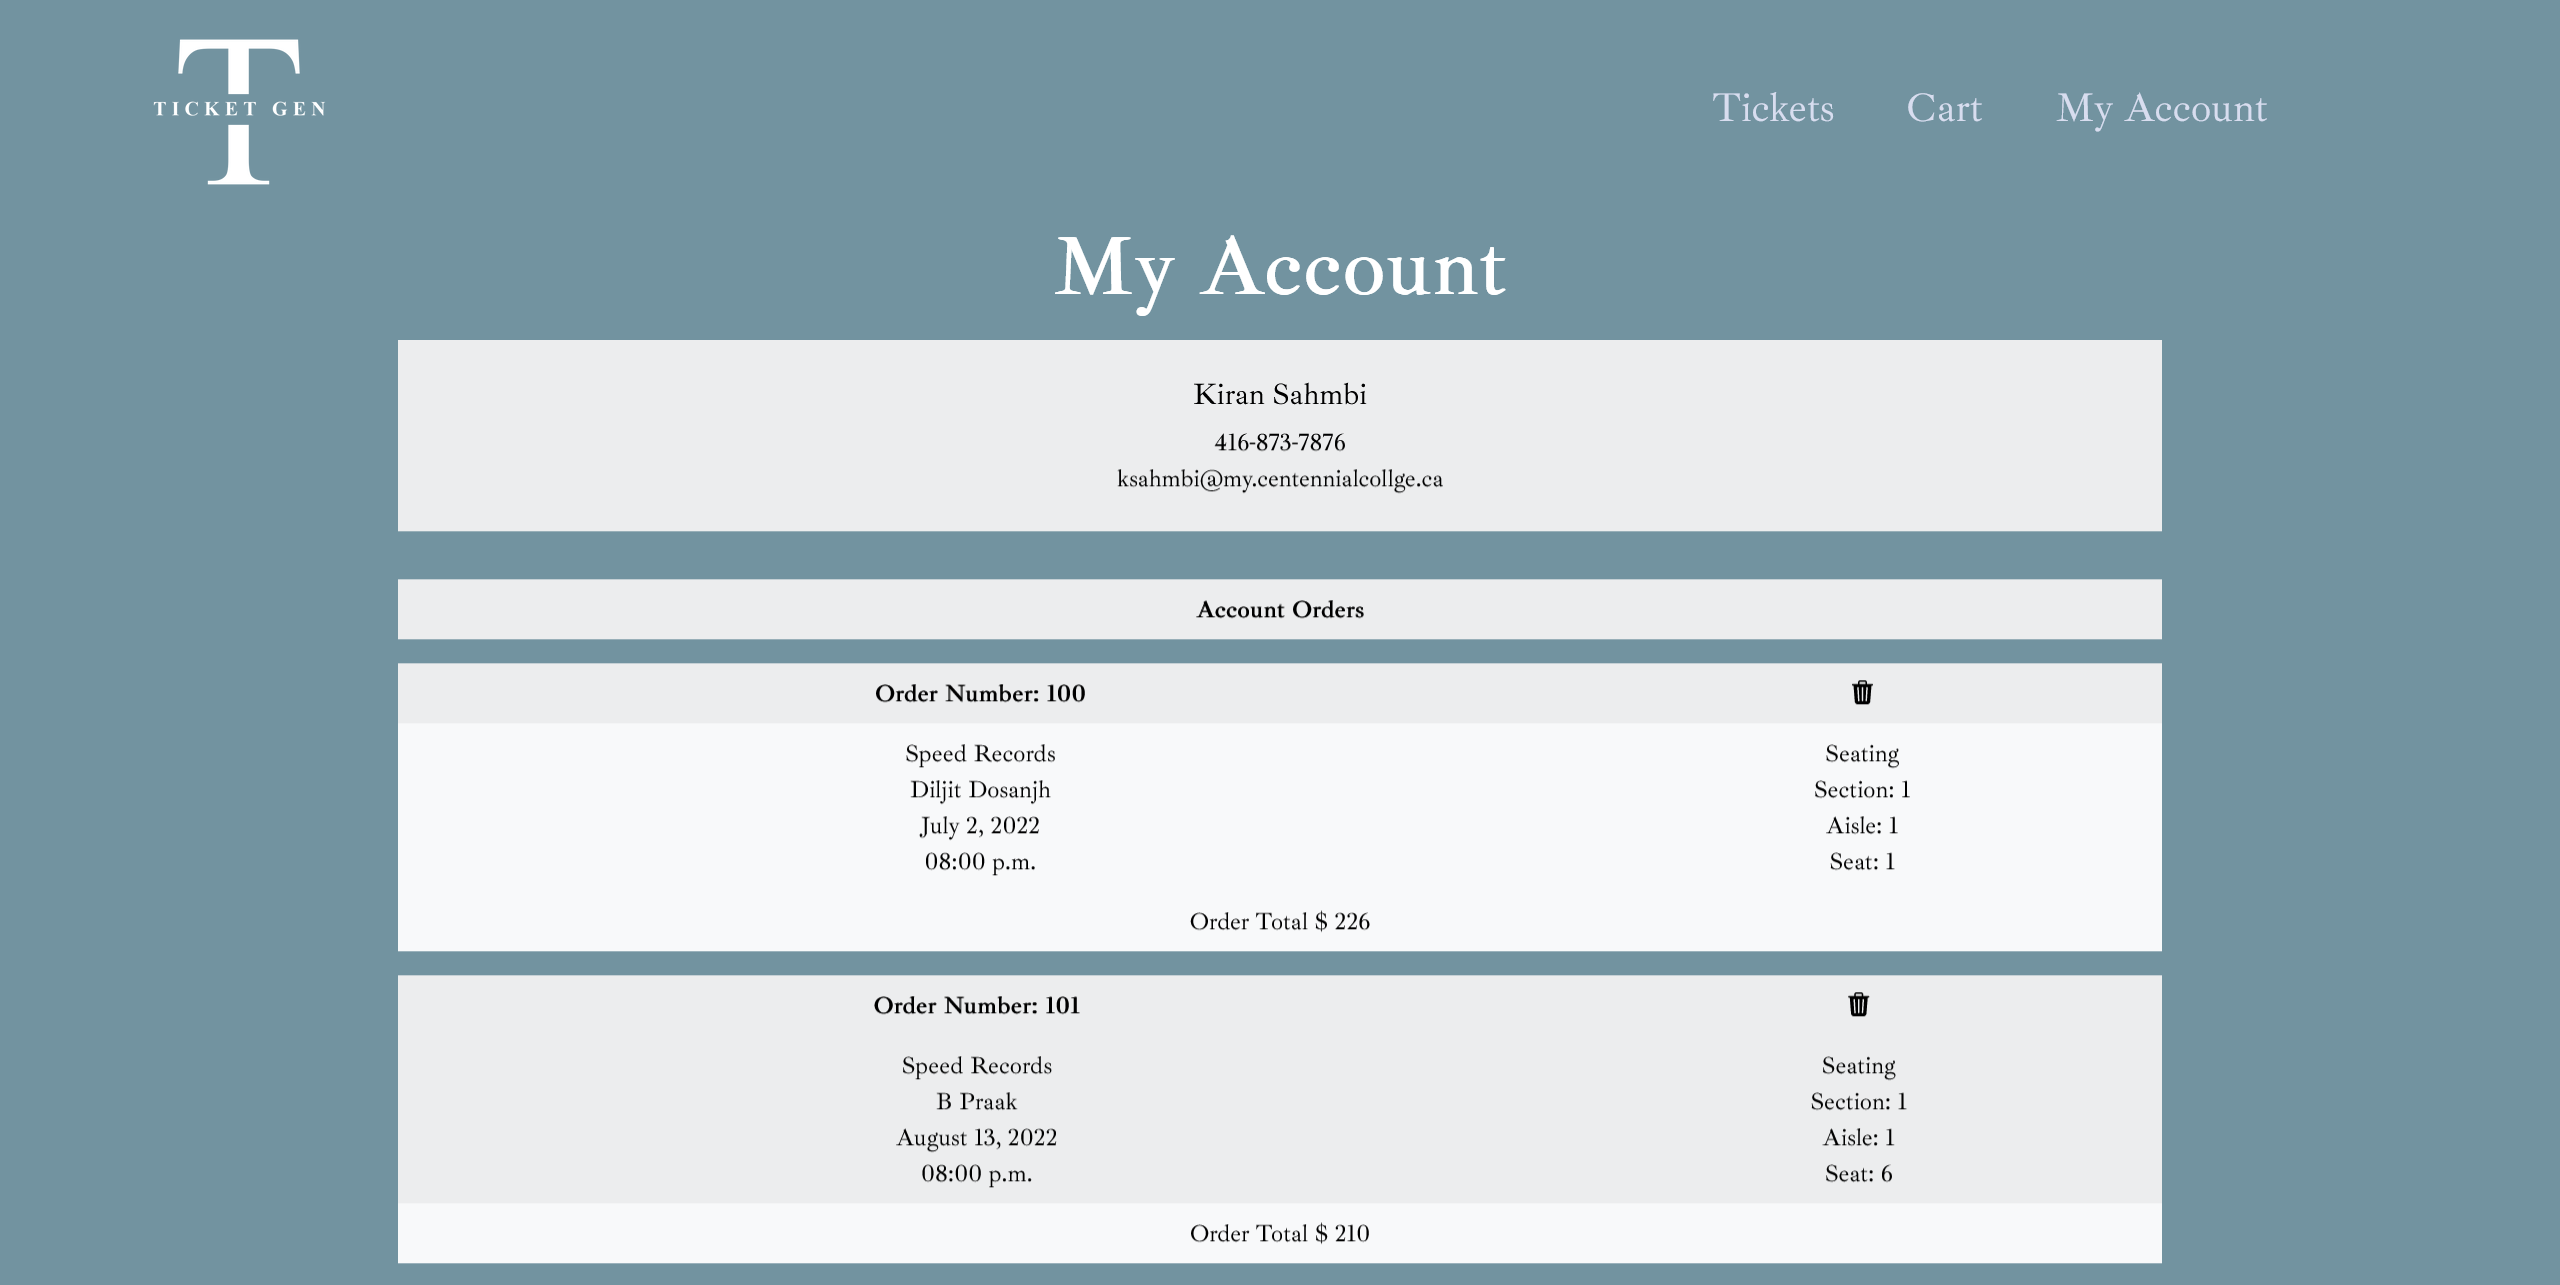 TICKET GEN
Tickets Cart My Account
My Account
Kiran Sahmbi
416-873-7876
ksahmbi@my.centennialcollge.ca
Account Orders
Order Number: 100
Speed Records Seating
Diljit Dosanjh Section: 1
July 2, 2022 Aisle: 1
08:00 p.m. Seat: 1
Order Total $ 226
Order Number: 101
Speed Records Seating
B Praak Section: 1
August 13, 2022 Aisle: 1
08:00 p.m. Seat: 6
Order Total $ 210